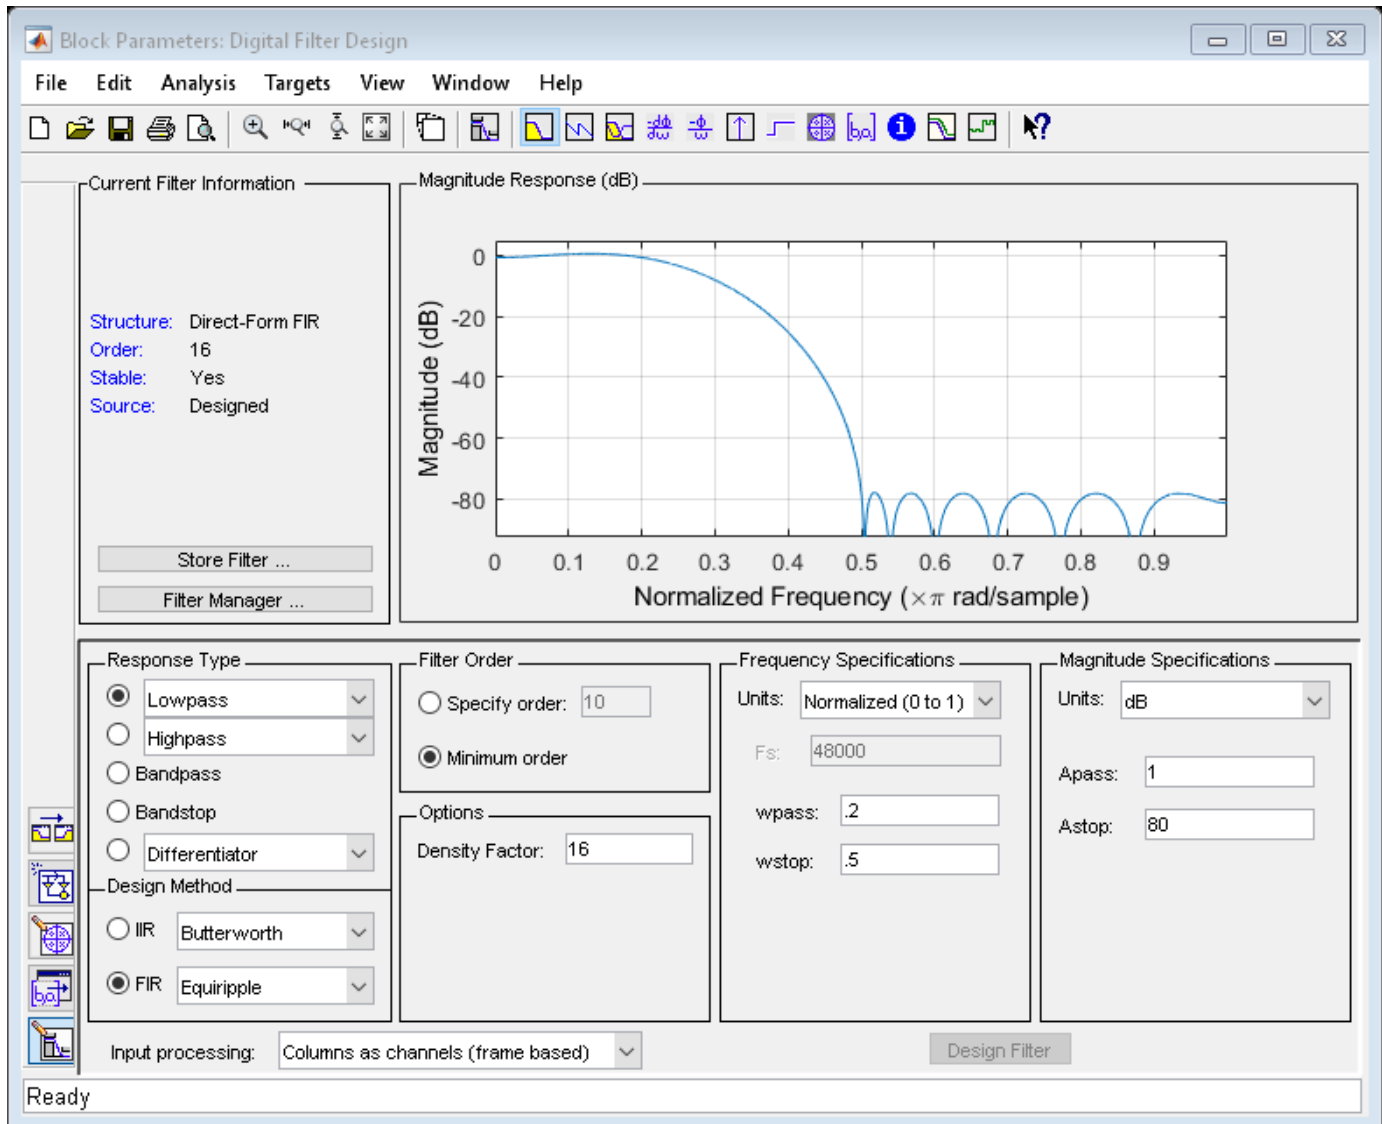 Block Parameters: Digital Filter Design
File Edit Analysis Targets View Window Help
Current Filter Information
Structure: Direct-Form FIR
Order: 16
Stable: Yes
Source: Designed
Store Filter ...
Filter Manager ...
Magnitude Response (dB)
Magnitude (dB)
0
-20
-40
-60
-80
0 0.1 0.2 0.3 0.4 0.5 0.6 0.7 0.8 0.9
Normalized Frequency (×π rad/sample)
Response Type
Lowpass
Highpass
Bandpass
Bandstop
Differentiator
Design Method
IIR Butterworth
FIR Equiripple
Filter Order
Specify order: 10
Minimum order
Options
Density Factor: 16
Frequency Specifications
Units: Normalized (0 to 1)
Fs: 48000
wpass: .2
wstop: .5
Magnitude Specifications
Units: dB
Apass: 1
Astop: 80
Input processing: Columns as channels (frame based)
Design Filter
Ready